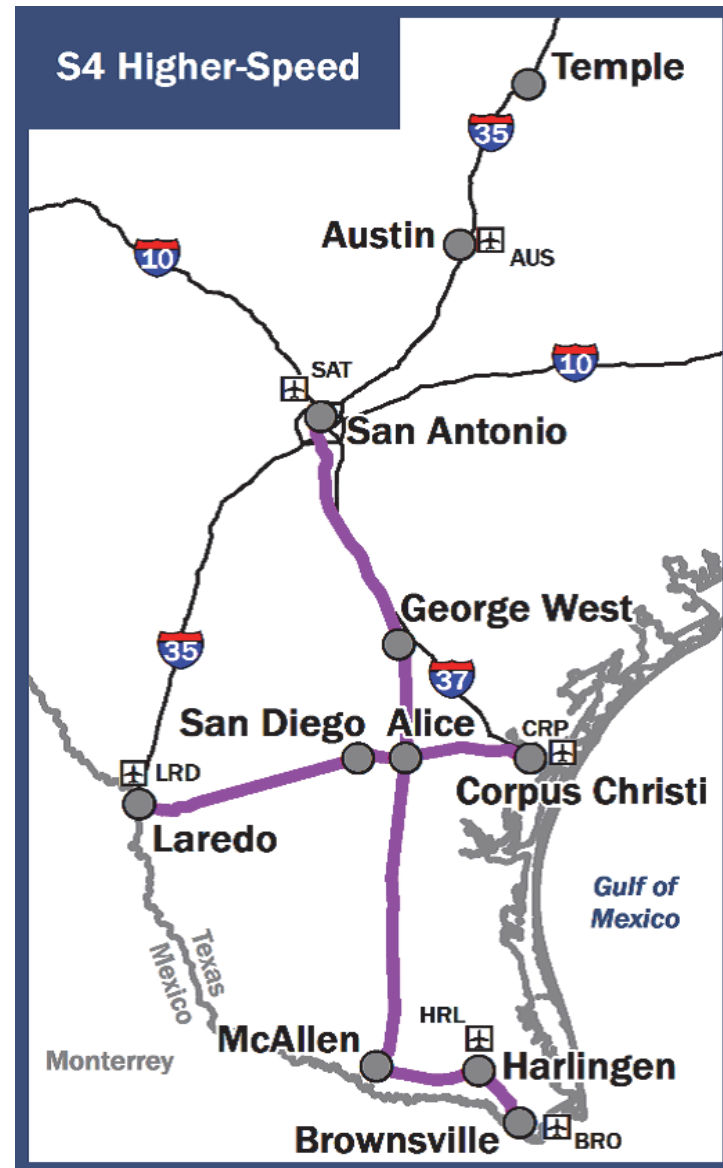 S4 Higher-Speed
Temple
35
Austin
AUS
10
SAT
10
San Antonio
George West
35
37
San Diego
Alice
CRP
LRD
Corpus Christi
Laredo
Gulf of
Mexico
Texas
Mexico
HRL
McAllen
Harlingen
Monterrey
Brownsville
BRO